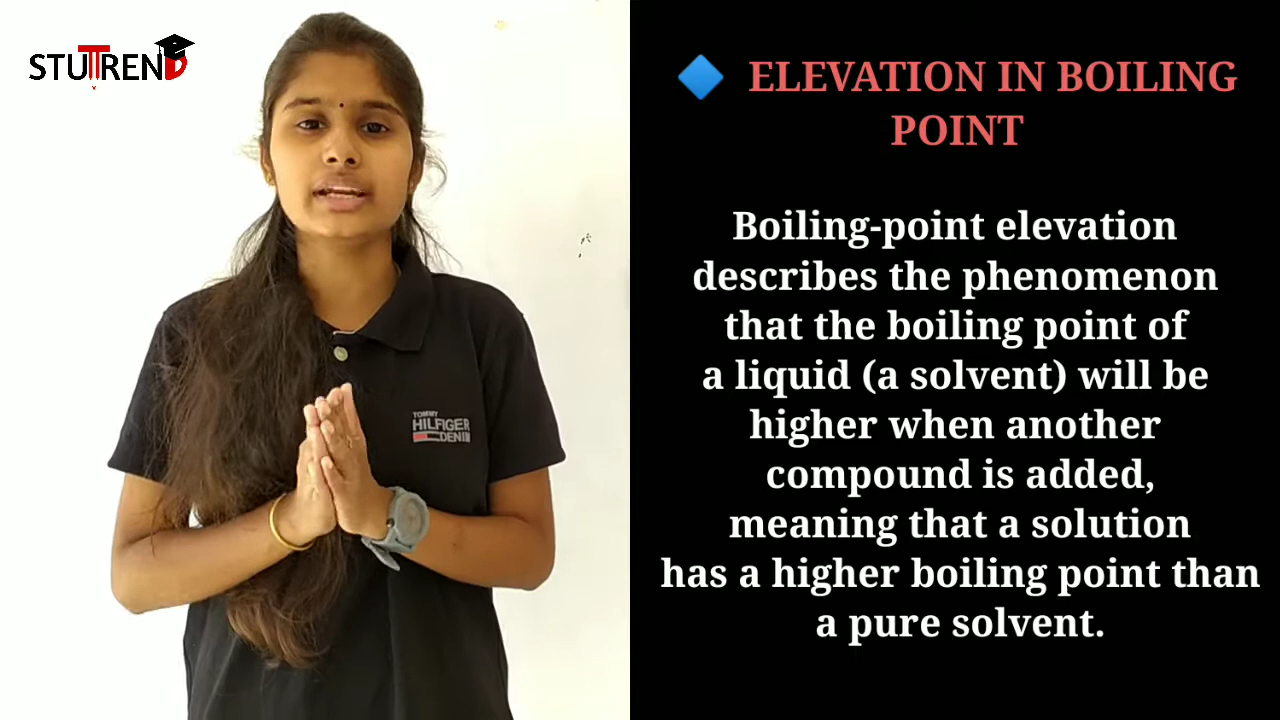 STUTREND
ELEVATION IN BOILING
POINT
Boiling-point elevation
describes the phenomenon
that the boiling point of
a liquid (a solvent) will be
higher when another
compound is added,
meaning that a solution
has a higher boiling point than
a pure solvent.
TOMMY
HILFIGER
DENIM